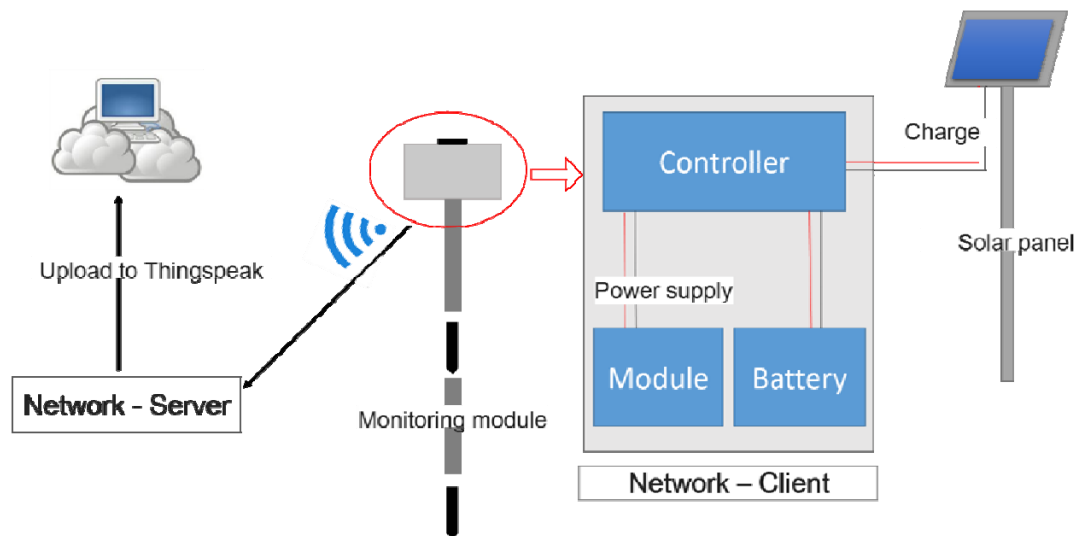 Charge
Controller
Solar panel
Upload to Thingspeak
Power supply
Module
Battery
Network - Server
Monitoring module
Network – Client